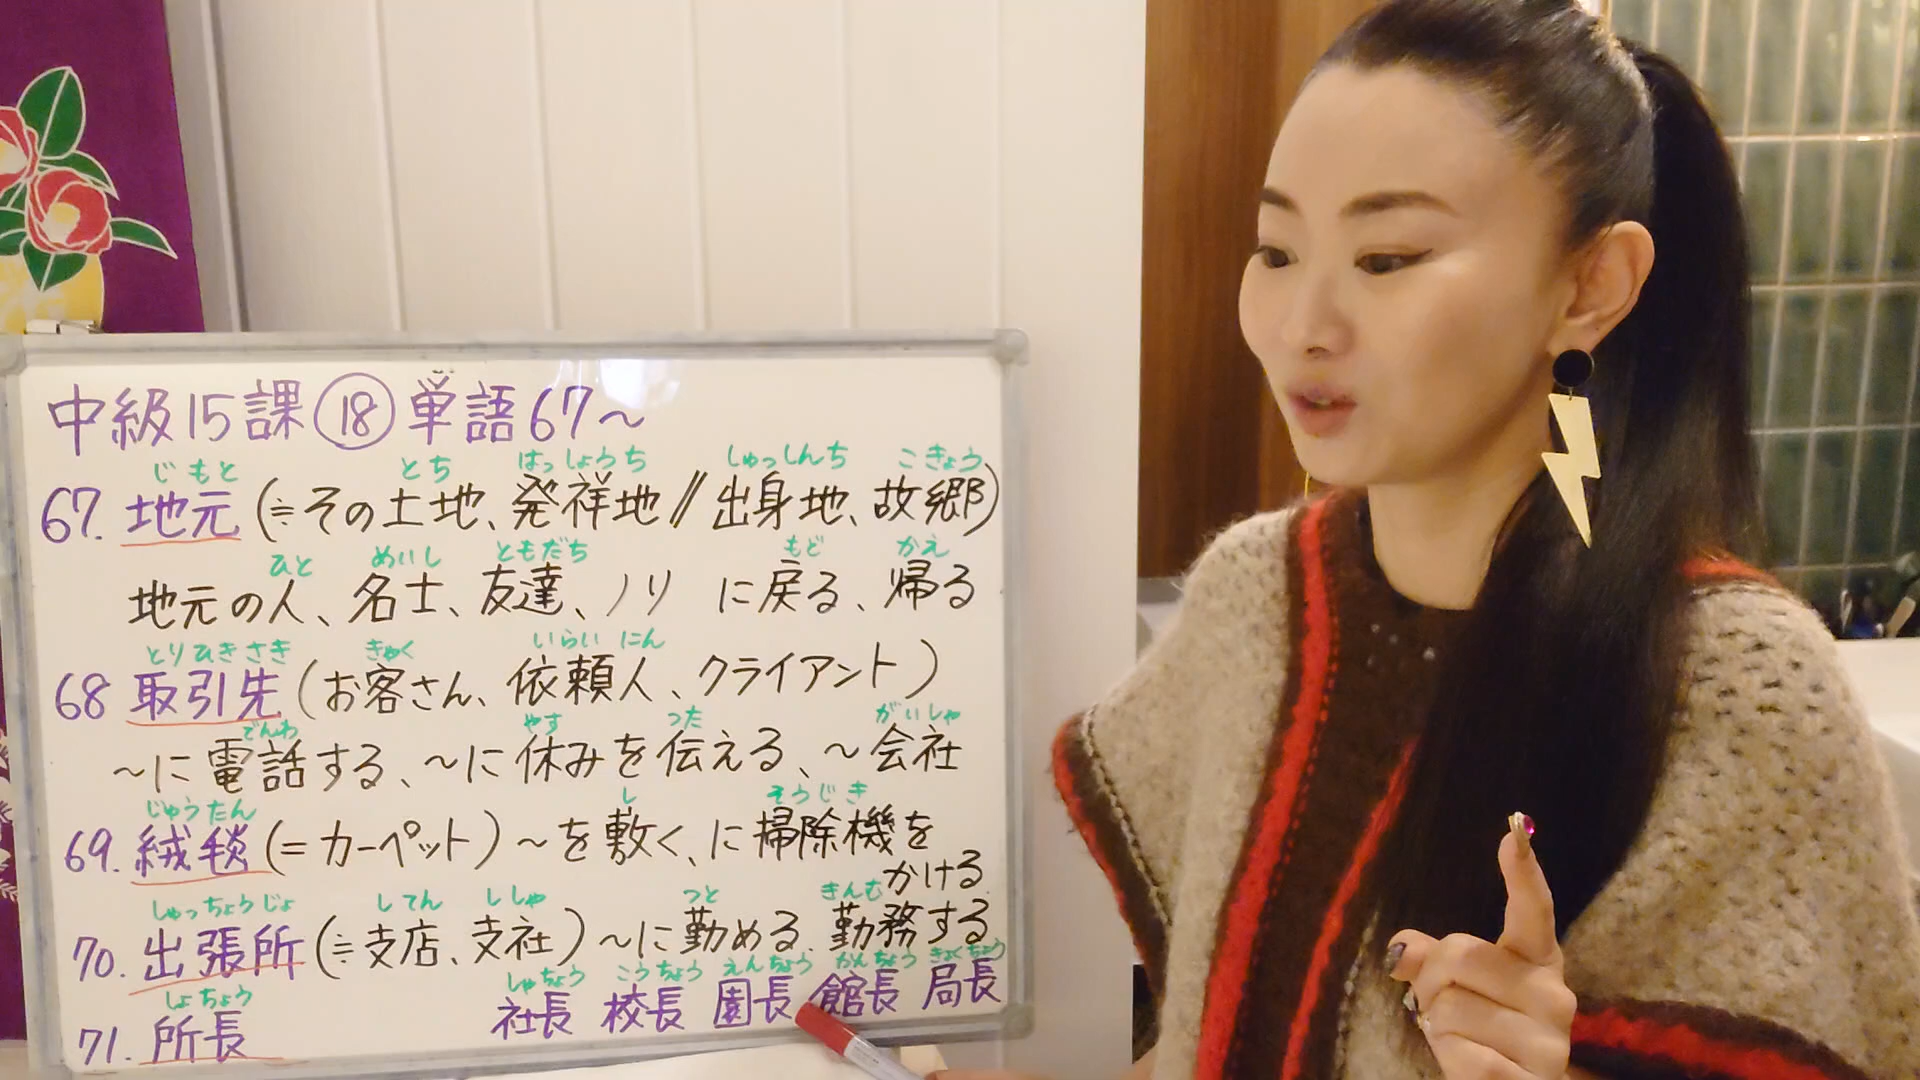 中級15課⑱単語67～
じもと とち はっしょうち しゅっしんち こきょう
67. 地元(≒その土地、発祥地∥出身地、故郷)
ひと めいし ともだち もど かえ
地元の人、名士、友達、ノリ に戻る、帰る
とりひきさき きゃく いらいにん
68 取引先(お客さん、依頼人、クライアント)
でんわ やす つた がいしゃ
～に電話する、～に休みを伝える、～会社
じゅうたん し そうじき
69. 絨毯(=カーペット)～を敷く、に掃除機を
かける
しゅっちょうじょ してん ししゃ つと きんむ
70. 出張所(≒支店、支社)～に勤める、勤務する
しょちょう しゃちょう こうちょう えんちょう かんちょう きょくちょう
71. 所長 社長 校長 園長 館長 局長